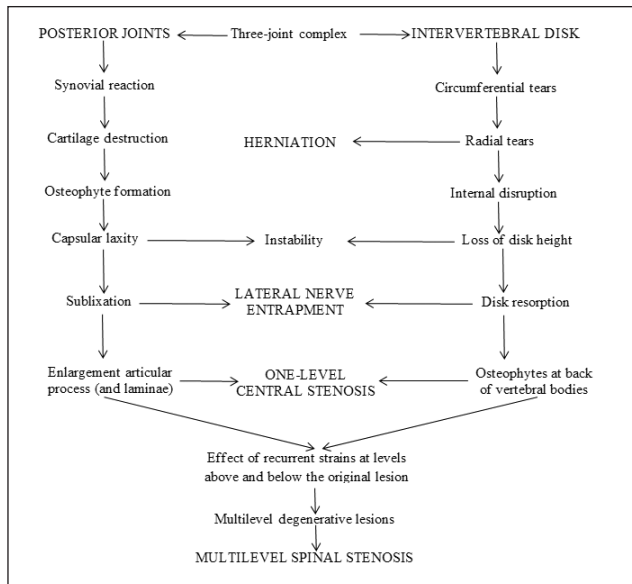 POSTERIOR JOINTS
Three-joint complex
INTERVERTEBRAL DISK
Synovial reaction
Circumferential tears
Cartilage destruction
HERNIATION
Radial tears
Osteophyte formation
Internal disruption
Capsular laxity
Instability
Loss of disk height
Sublixation
LATERAL NERVE
ENTRAPMENT
Disk resorption
Enlargement articular
process (and laminae)
ONE-LEVEL
CENTRAL STENOSIS
Osteophytes at back
of vertebral bodies
Effect of recurrent strains at levels
above and below the original lesion
Multilevel degenerative lesions
MULTILEVEL SPINAL STENOSIS